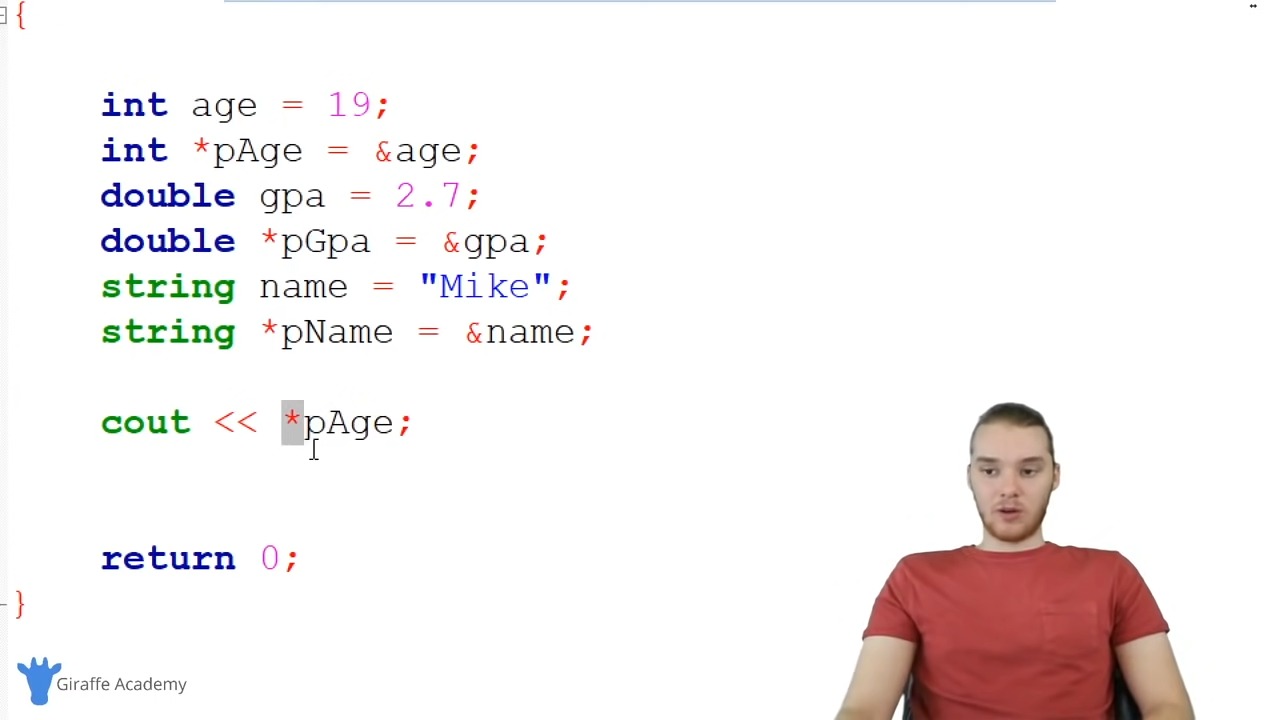 {
int age = 19;
int *pAge = &age;
double gpa = 2.7;
double *pGpa = &gpa;
string name = "Mike";
string *pName = &name;
cout << *pAge;
return 0;
}
Giraffe Academy